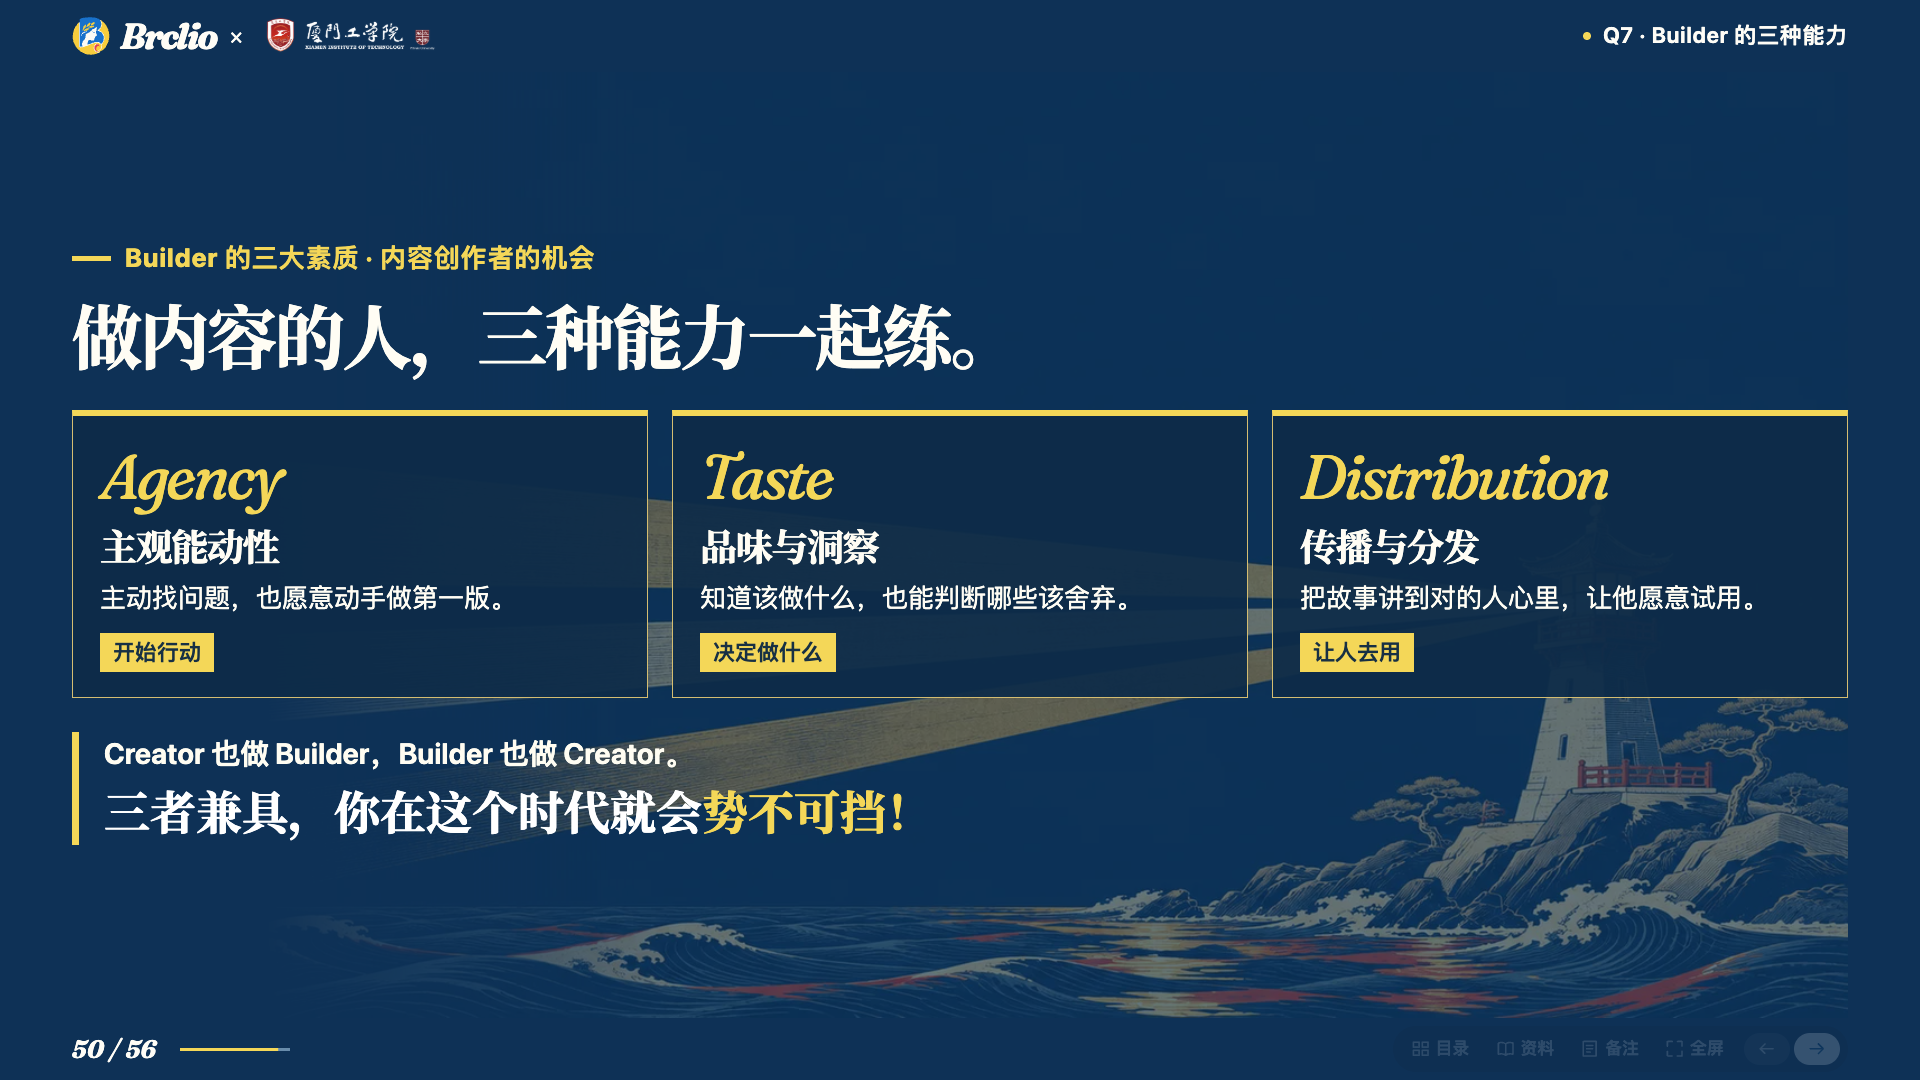 Brclio × 厦門工学院
XIAMEN INSTITUTE OF TECHNOLOGY
Q7 · Builder 的三种能力
Builder 的三大素质 · 内容创作者的机会
做内容的人，三种能力一起练。
Agency
主观能动性
主动找问题，也愿意动手做第一版。
开始行动
Taste
品味与洞察
知道该做什么，也能判断哪些该舍弃。
决定做什么
Distribution
传播与分发
把故事讲到对的人心里，让他愿意试用。
让人去用
Creator 也做 Builder，Builder 也做 Creator。
三者兼具，你在这个时代就会势不可挡！
50 / 56
目录 资料 备注 全屏